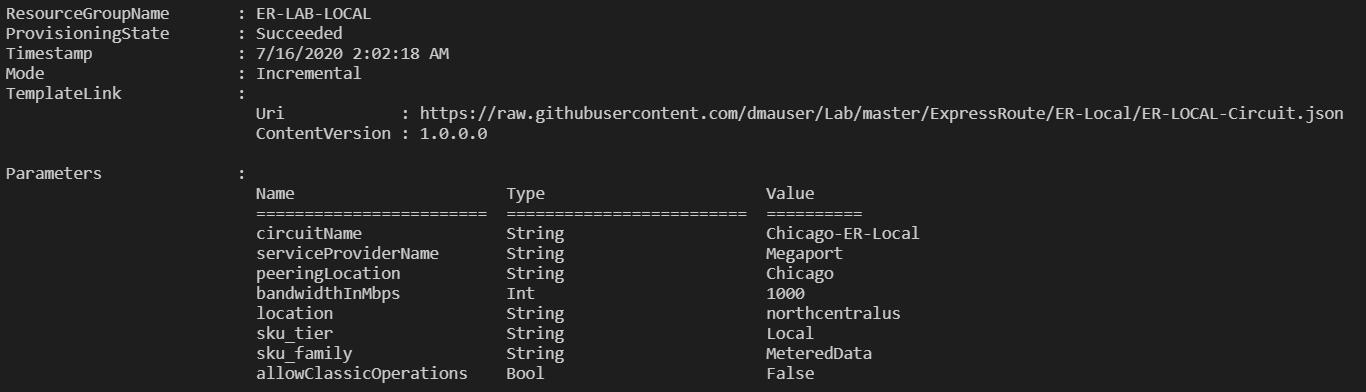 ResourceGroupName       : ER-LAB-LOCAL
ProvisioningState       : Succeeded
Timestamp               : 7/16/2020 2:02:18 AM
Mode                    : Incremental
TemplateLink            :
                          Uri            : https://raw.githubusercontent.com/dmauser/Lab/master/ExpressRoute/ER-Local/ER-LOCAL-Circuit.json
                          ContentVersion : 1.0.0.0
Parameters              :
                          Name                      Type                       Value
                          ========================  =========================  ==========
                          circuitName               String                     Chicago-ER-Local
                          serviceProviderName       String                     Megaport
                          peeringLocation           String                     Chicago
                          bandwidthInMbps           Int                        1000
                          location                  String                     northcentralus
                          sku_tier                  String                     Local
                          sku_family                String                     MeteredData
                          allowClassicOperations    Bool                       False